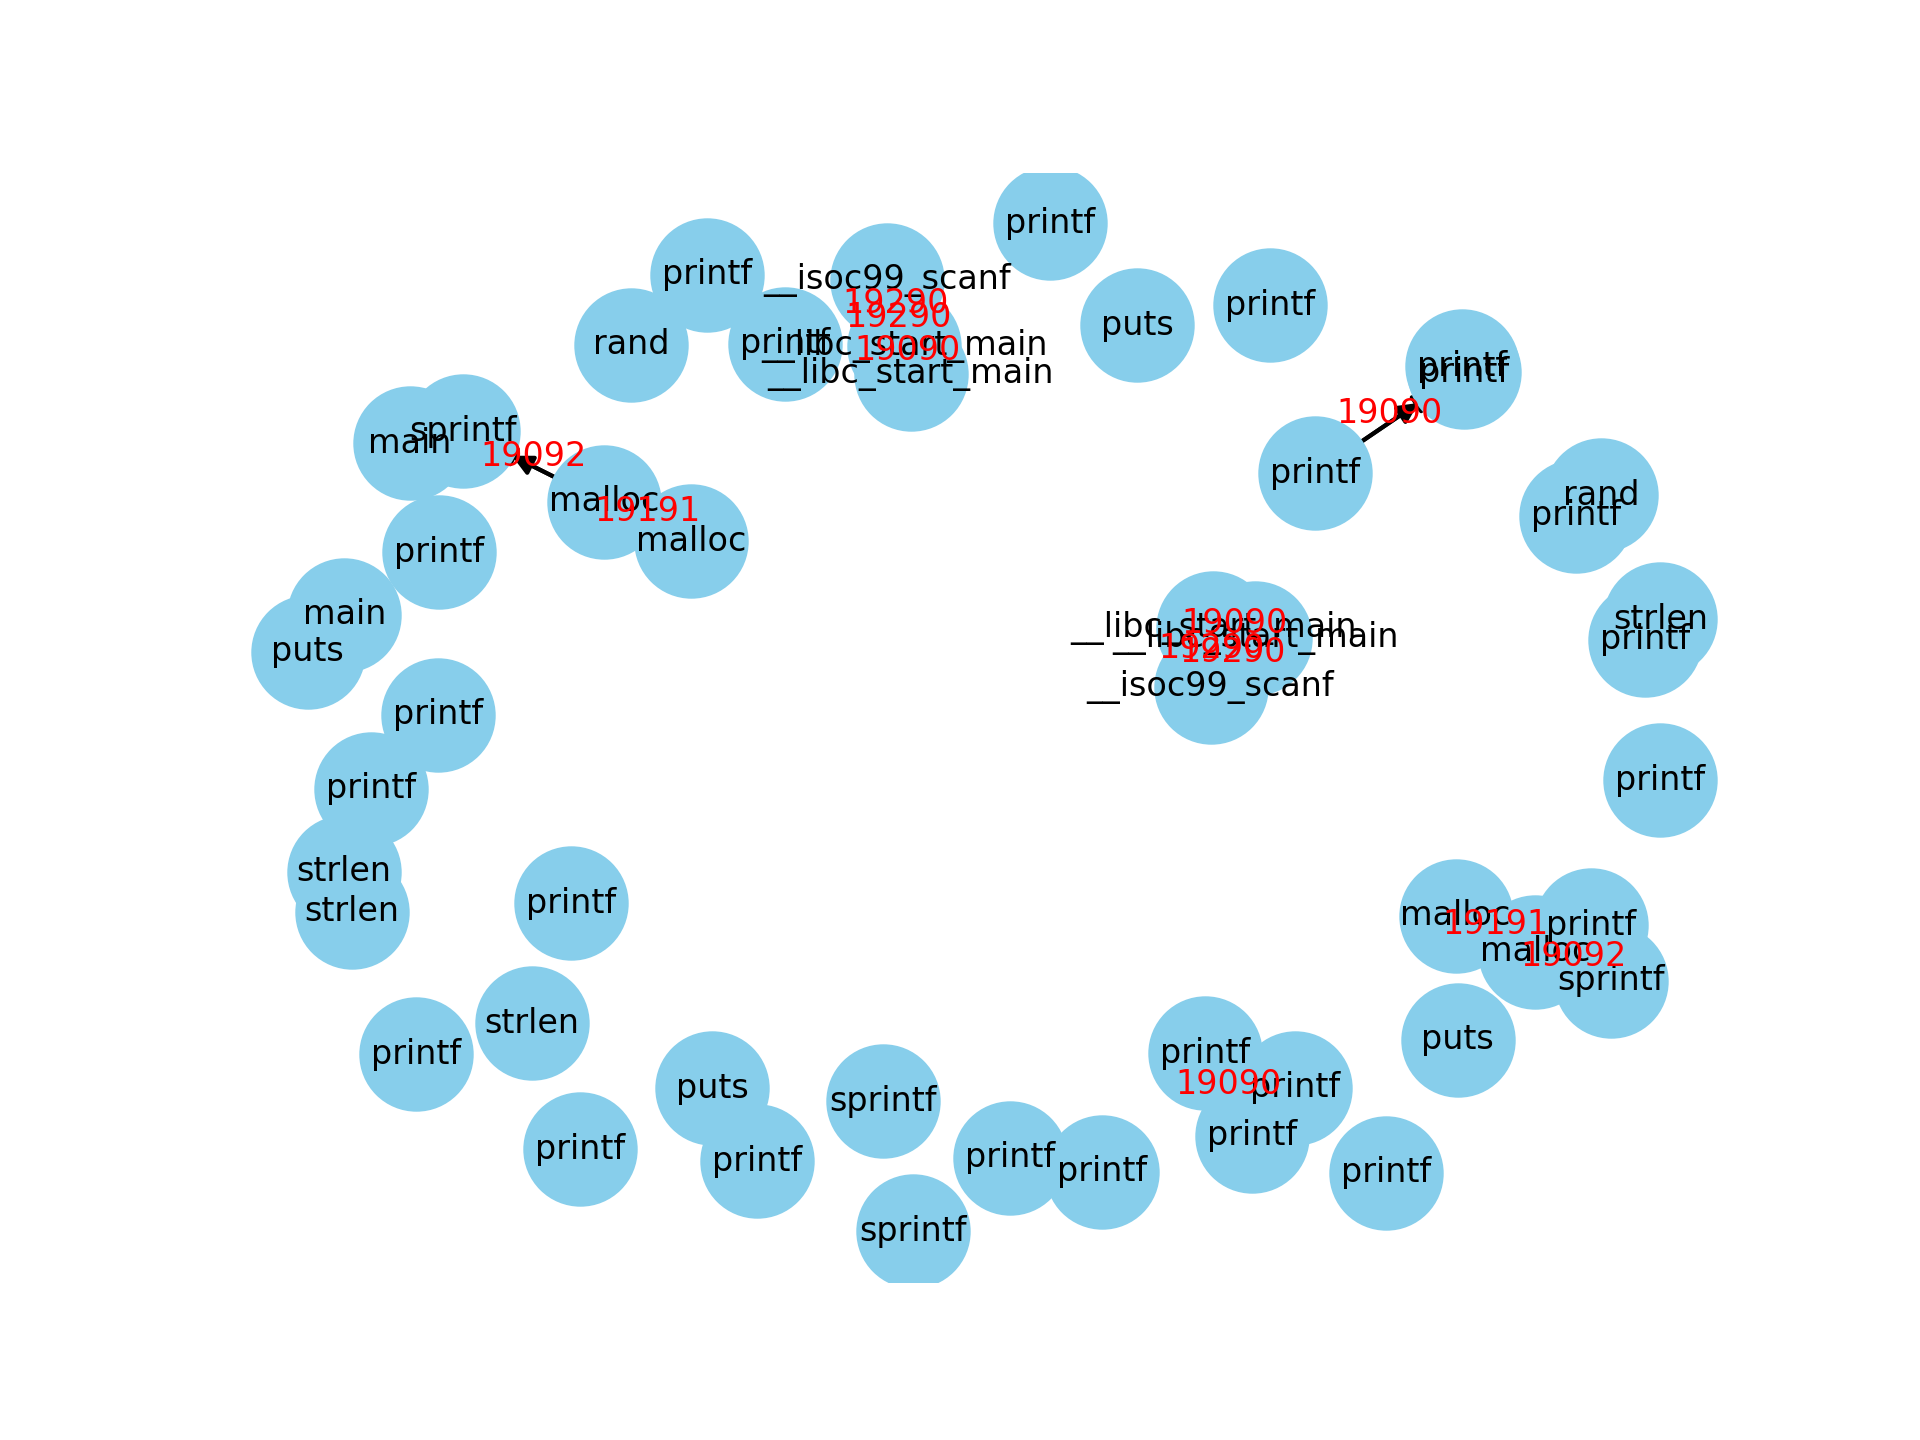 printf
printf
__isoc99_scanf
19290
printf
19290
puts
rand
printf
__libc_start_main
19090
__libc_start_main
printf
printf
19090
sprintf
main
19092
printf
malloc
19191
malloc
rand
printf
printf
main
puts
strlen
printf
__libc_start_main
19090
__libc_start_main
19290
__isoc99_scanf
printf
printf
printf
strlen
strlen
printf
malloc
19191
printf
malloc
19092
sprintf
strlen
puts
printf
printf
19090
printf
printf
puts
sprintf
printf
printf
printf
printf
printf
sprintf